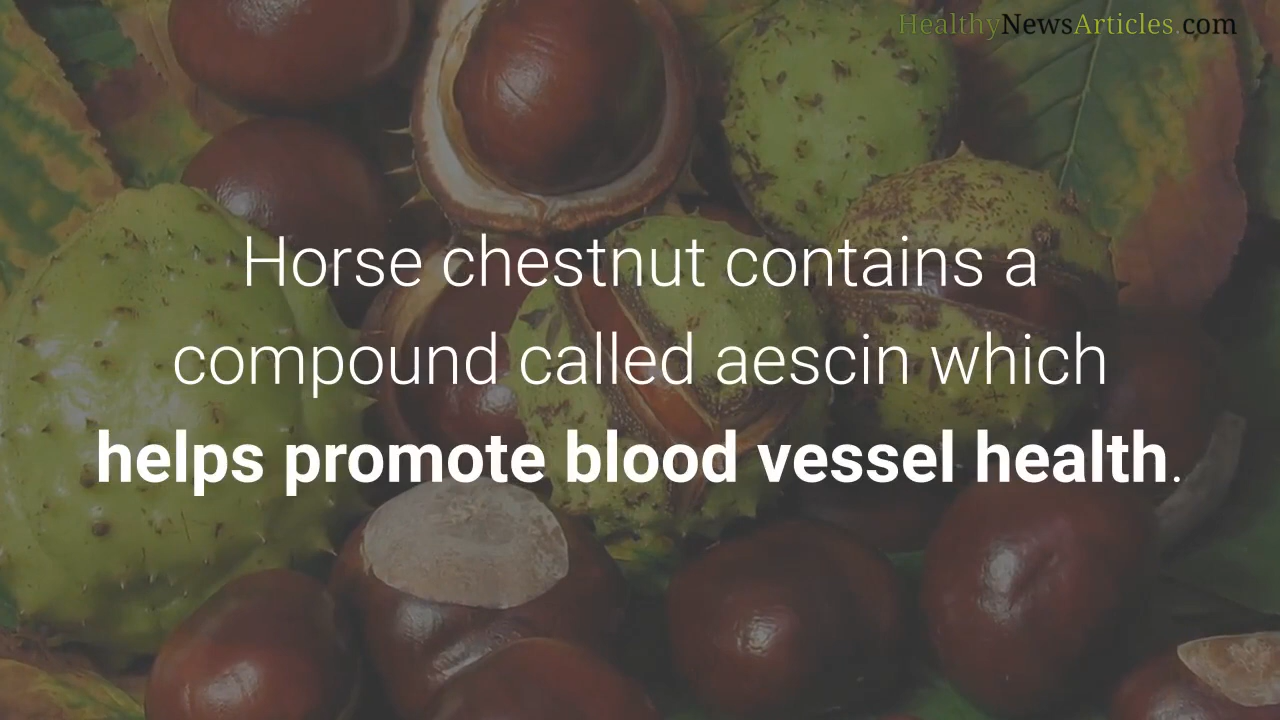 HealthyNewsArticles.com
Horse chestnut contains a
compound called aescin which
helps promote blood vessel health.